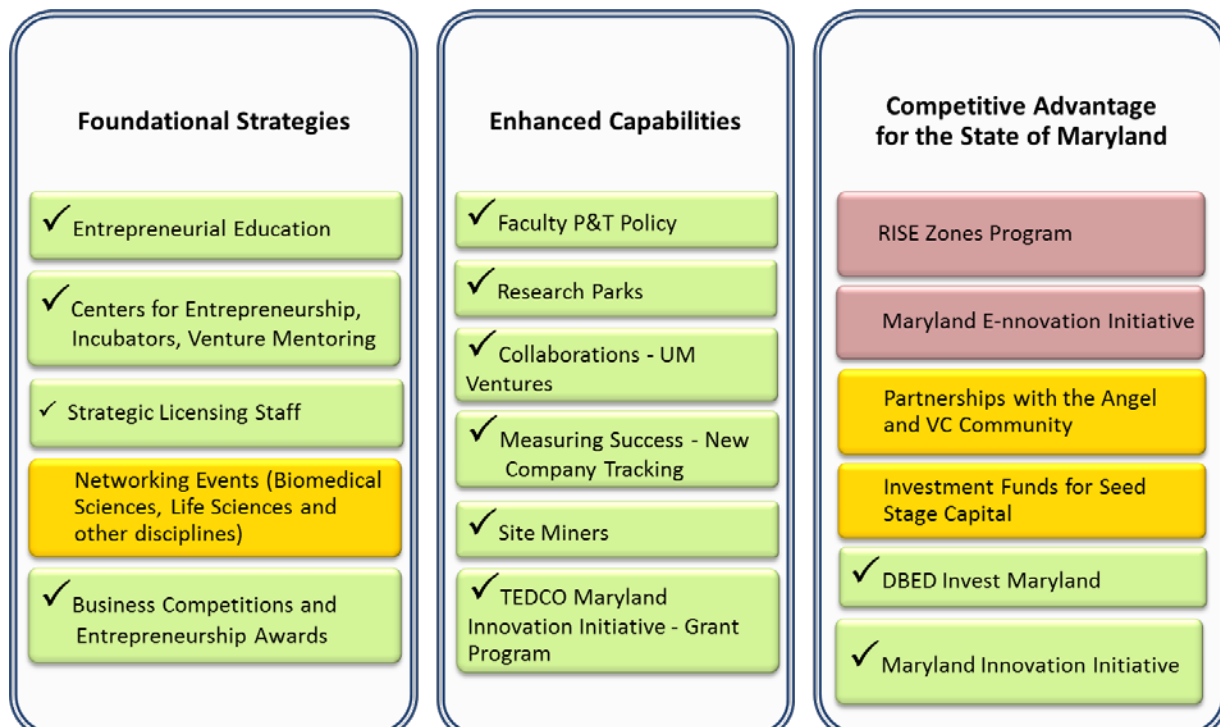 Foundational Strategies
✓ Entrepreneurial Education
✓ Centers for Entrepreneurship,
Incubators, Venture Mentoring
✓ Strategic Licensing Staff
Networking Events (Biomedical
Sciences, Life Sciences and
other disciplines)
✓ Business Competitions and
Entrepreneurship Awards
Enhanced Capabilities
✓ Faculty P&T Policy
✓ Research Parks
✓ Collaborations - UM
Ventures
✓ Measuring Success - New
Company Tracking
✓ Site Miners
✓ TEDCO Maryland
Innovation Initiative - Grant
Program
Competitive Advantage
for the State of Maryland
RISE Zones Program
Maryland E-nnovation Initiative
Partnerships with the Angel
and VC Community
Investment Funds for Seed
Stage Capital
✓ DBED Invest Maryland
✓ Maryland Innovation Initiative